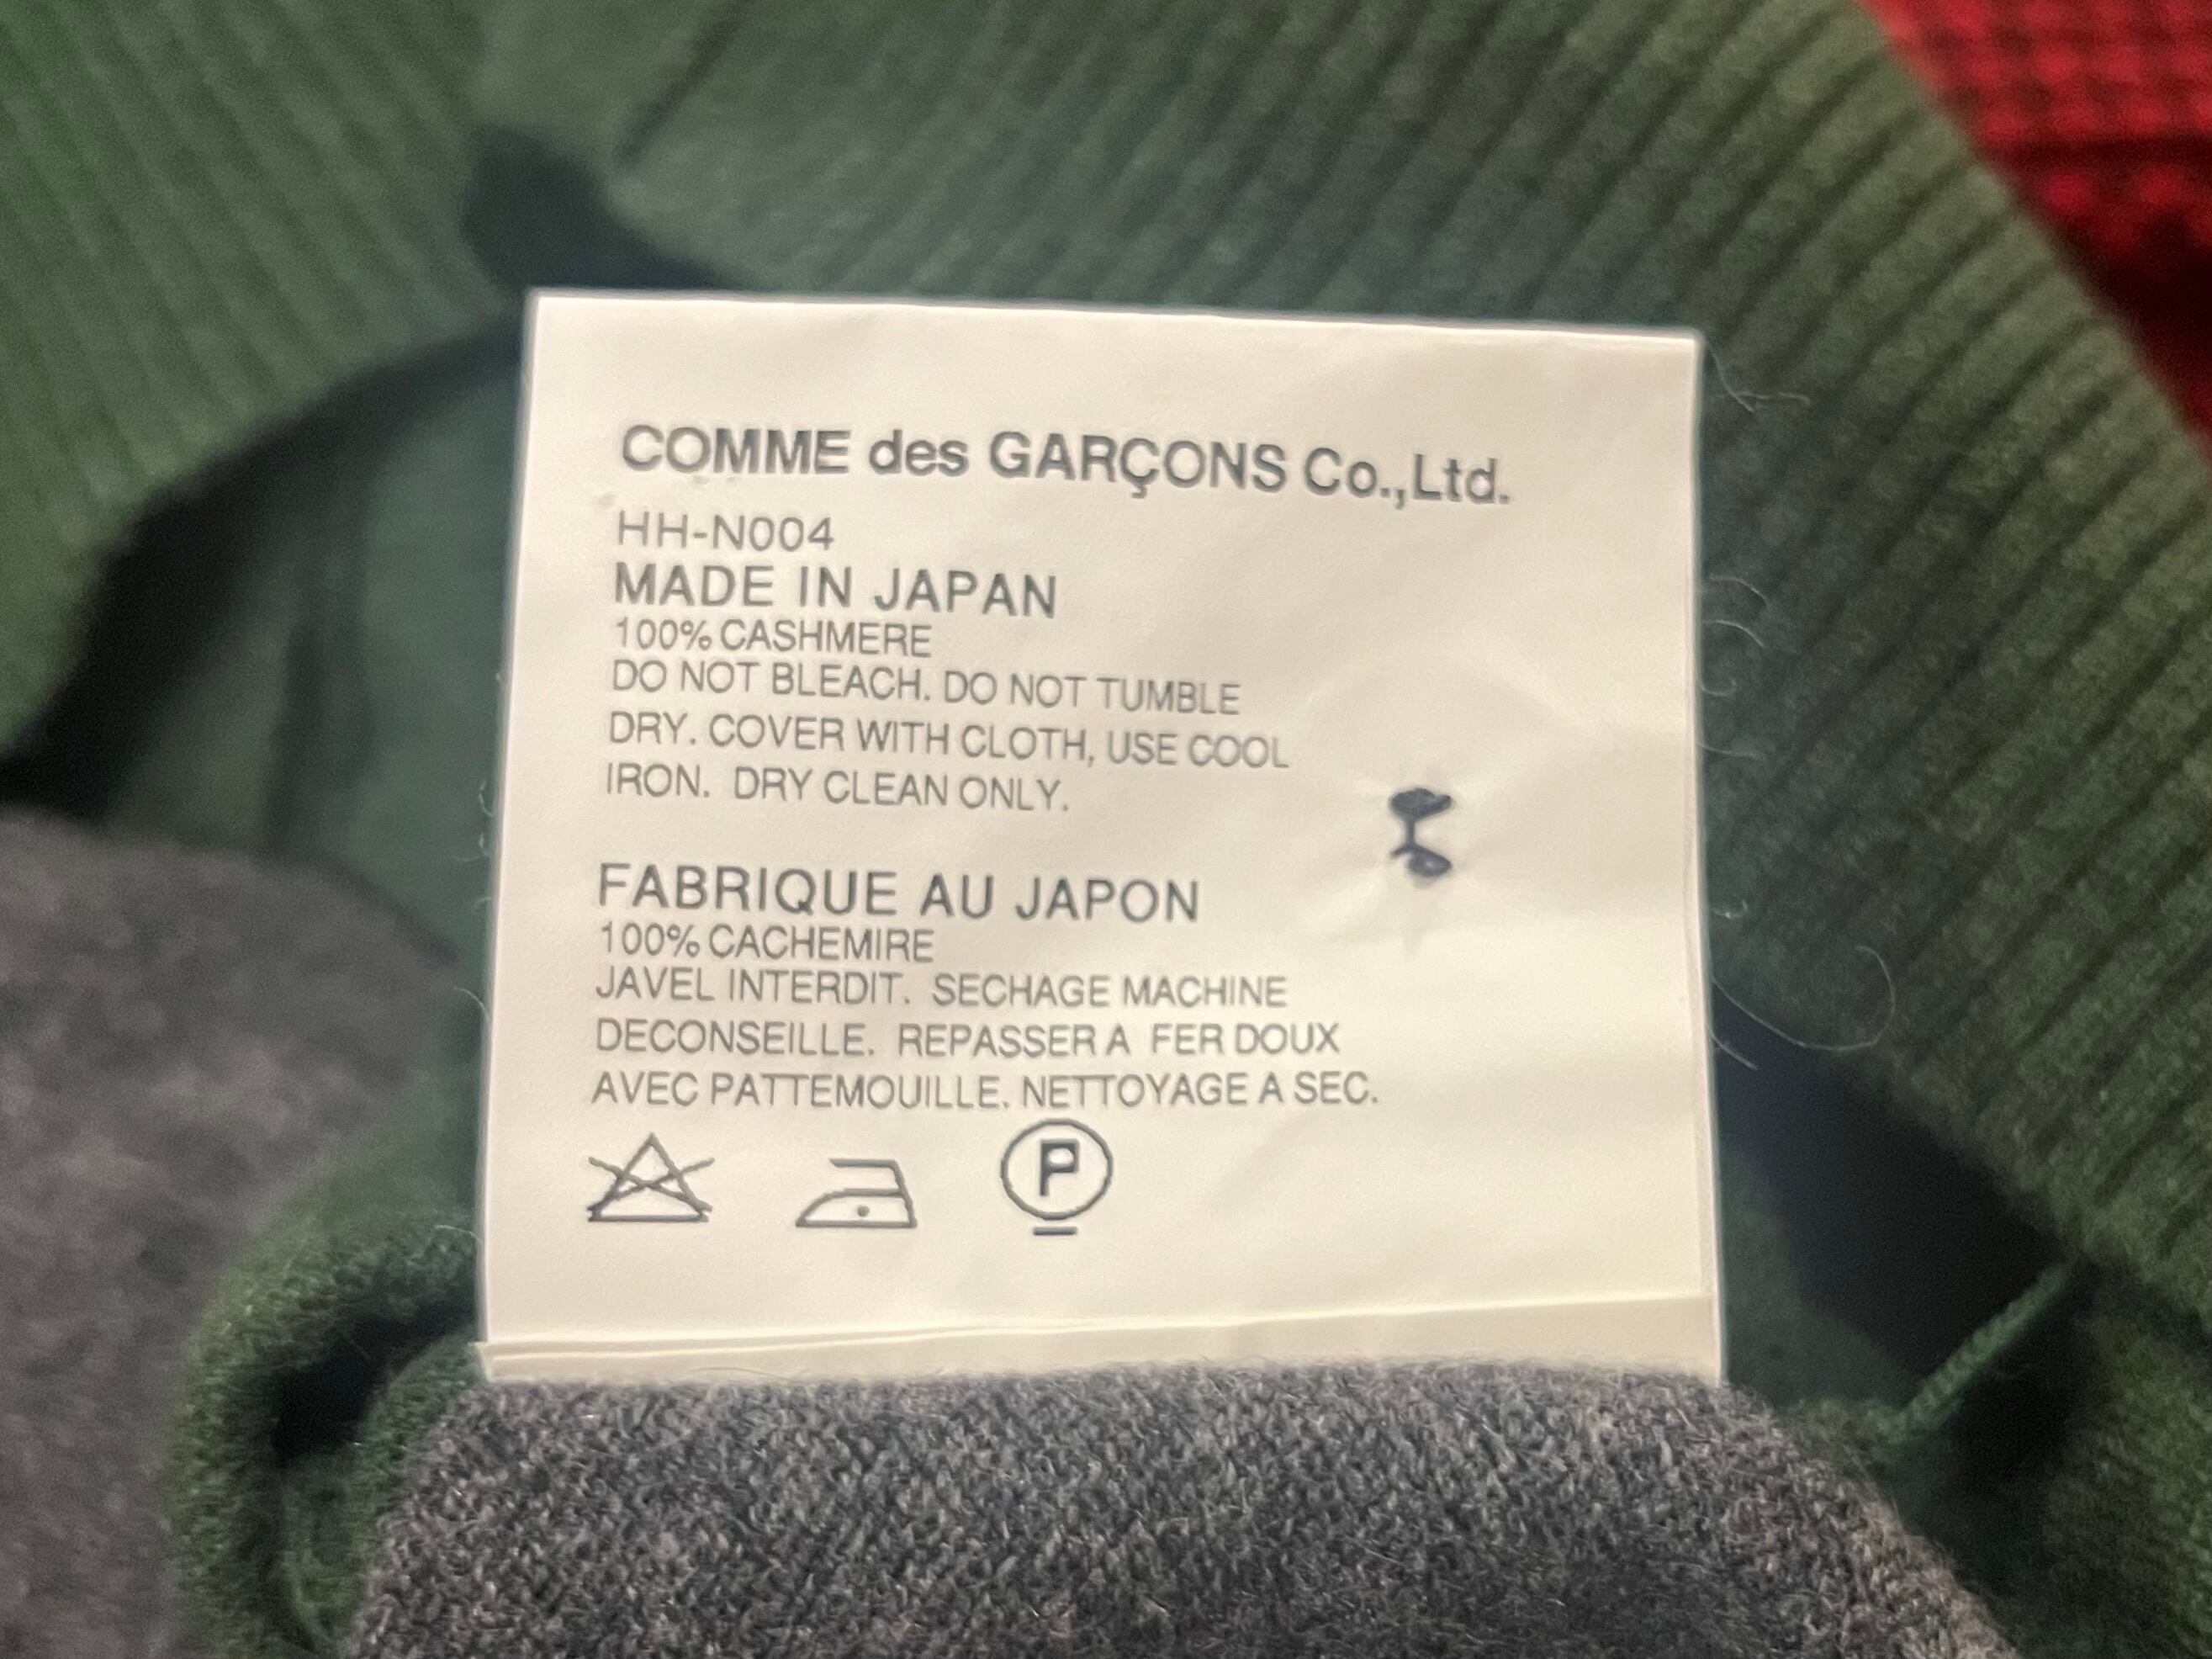 COMME des GARÇONS Co.,Ltd.
HH-N004
MADE IN JAPAN
100% CASHMERE
DO NOT BLEACH. DO NOT TUMBLE
DRY. COVER WITH CLOTH, USE COOL
IRON. DRY CLEAN ONLY.
FABRIQUE AU JAPON
100% CACHEMIRE
JAVEL INTERDIT. SECHAGE MACHINE
DECONSEILLE. REPASSER A FER DOUX
AVEC PATTEMOUILLE. NETTOYAGE A SEC.
P